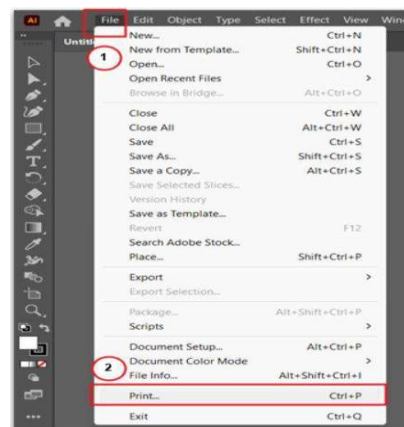 Ai File Edit Object Type Select Effect View Wind
Untitl
1
New... Ctrl+N
New from Template... Shift+Ctrl+N
Open... Ctrl+O
Open Recent Files >
Browse in Bridge... Alt+Ctrl+O
Close Ctrl+W
Close All Alt+Ctrl+W
Save Ctrl+S
Save As... Shift+Ctrl+S
Save a Copy... Alt+Ctrl+S
Save Selected Slices...
Version History
Save as Template...
Revert F12
Search Adobe Stock...
Place... Shift+Ctrl+P
Export >
Export Selection...
Package... Alt+Shift+Ctrl+P
Scripts >
Document Setup... Alt+Ctrl+P
Document Color Mode >
2
File Info... Alt+Shift+Ctrl+I
Print... Ctrl+P
Exit Ctrl+Q